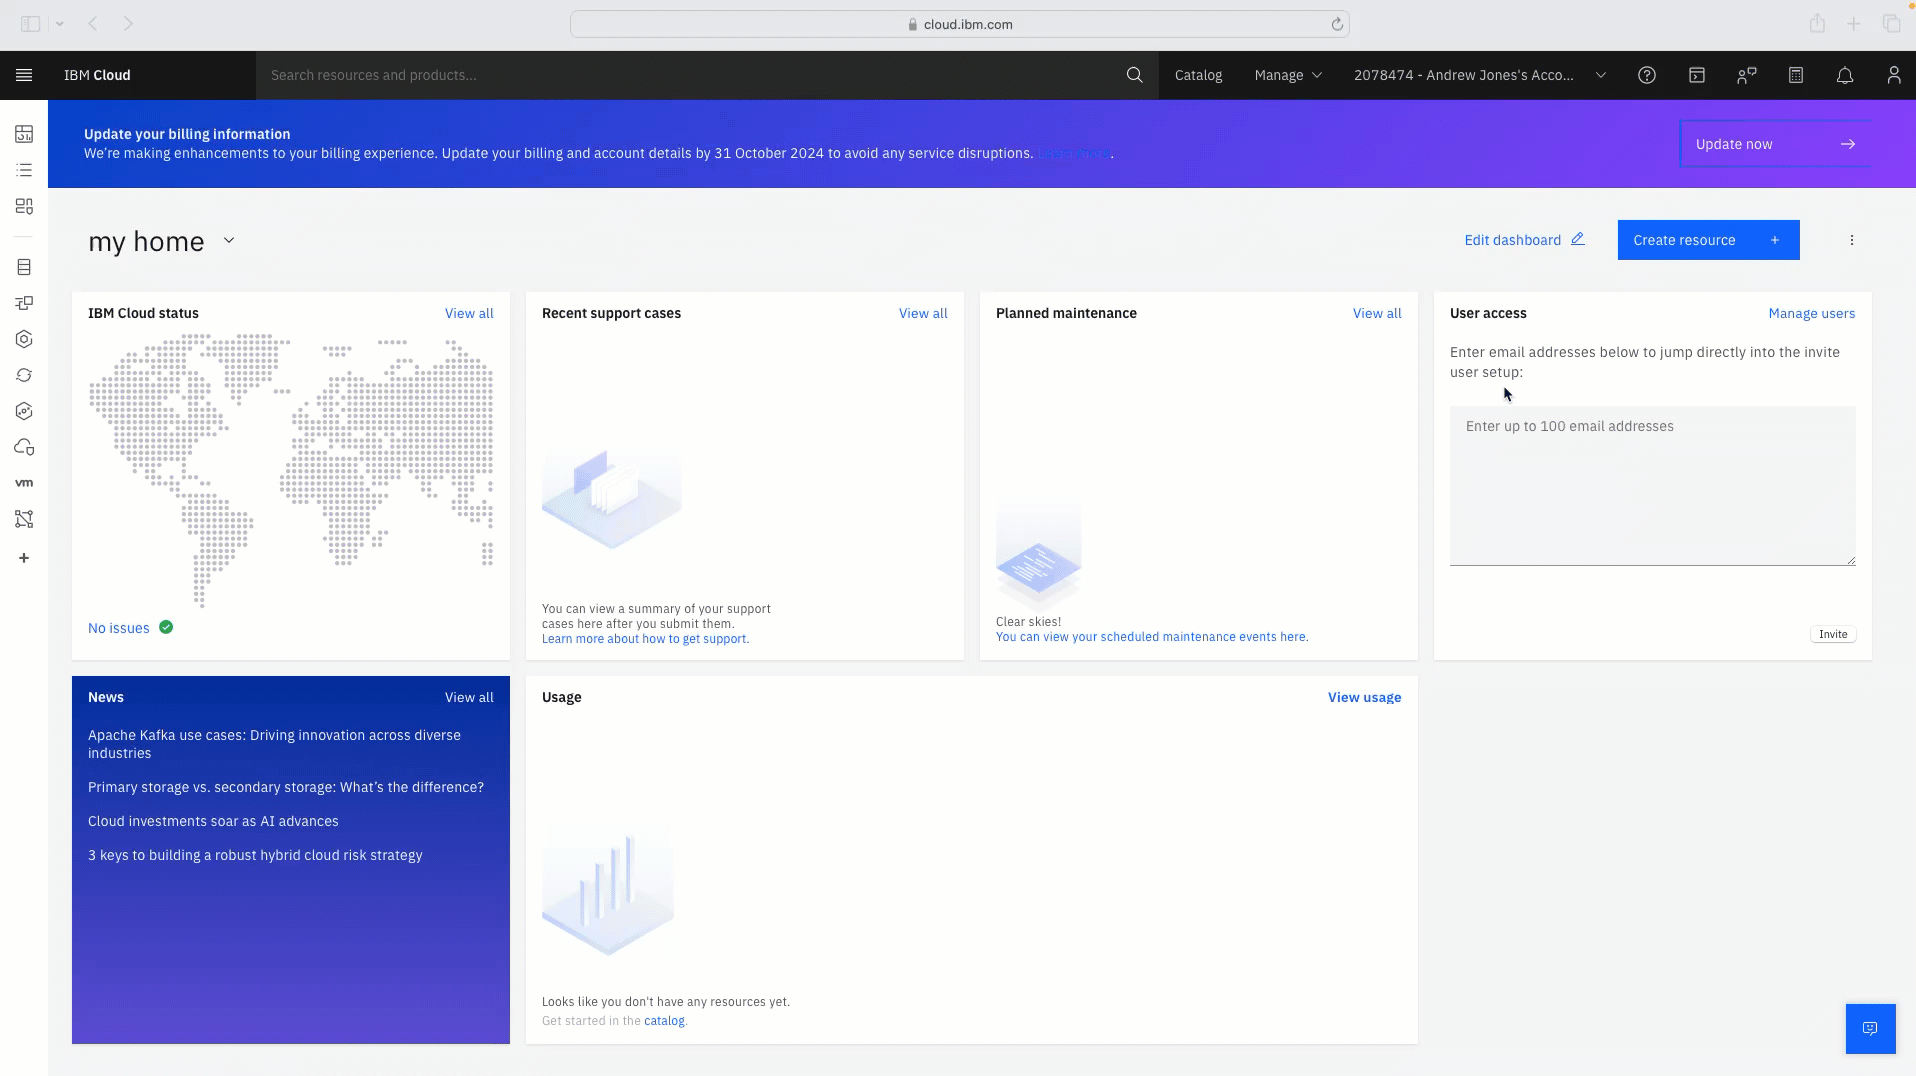 cloud.ibm.com
IBM Cloud
Search resources and products...
Catalog
Manage
2078474 - Andrew Jones's Acco...
Update your billing information
We're making enhancements to your billing experience. Update your billing and account details by 31 October 2024 to avoid any service disruptions.
Update now
my home
Edit dashboard
Create resource +
IBM Cloud status
View all
No issues
Recent support cases
View all
You can view a summary of your support
cases here after you submit them.
Learn more about how to get support.
Planned maintenance
View all
Clear skies!
You can view your scheduled maintenance events here.
User access
Manage users
Enter email addresses below to jump directly into the invite
user setup:
Enter up to 100 email addresses
Invite
vm
News
View all
Apache Kafka use cases: Driving innovation across diverse
industries
Primary storage vs. secondary storage: What's the difference?
Cloud investments soar as AI advances
3 keys to building a robust hybrid cloud risk strategy
Usage
View usage
Looks like you don't have any resources yet.
Get started in the catalog.